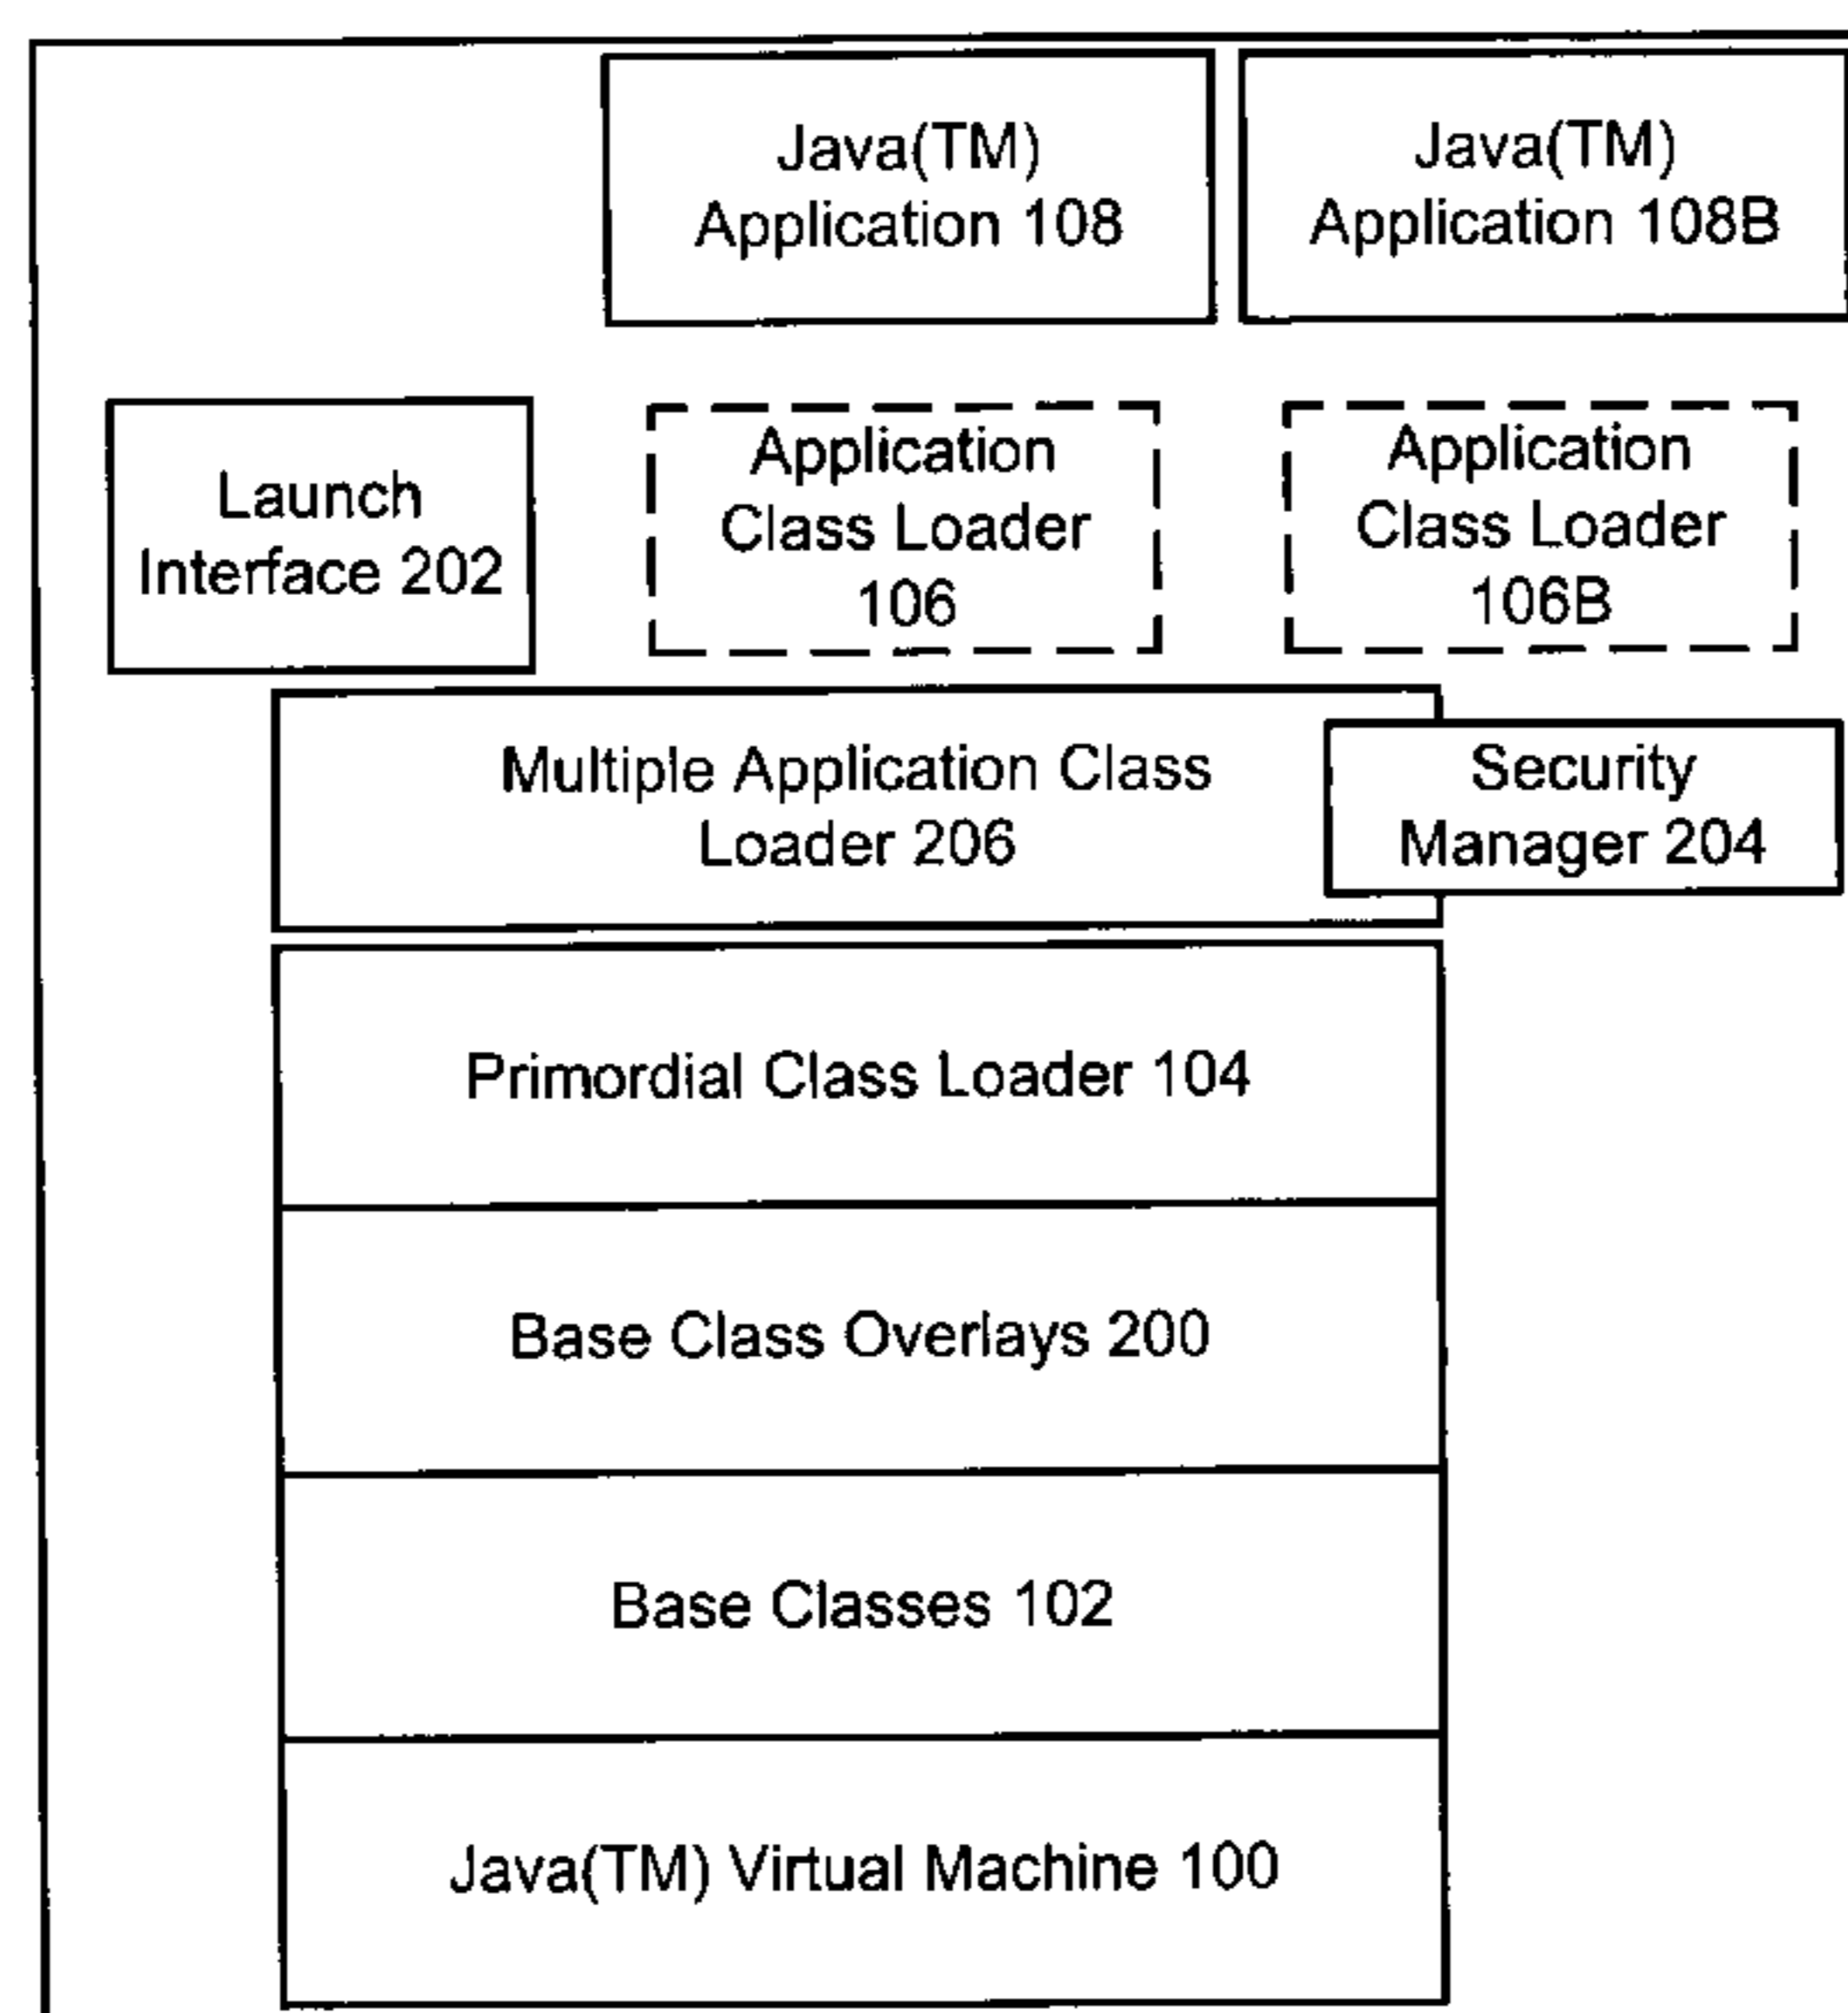 Java(TM)
Application 108
Java(TM)
Application 108B
Launch
Interface 202
Application
Class Loader
106
Application
Class Loader
106B
Multiple Application Class
Loader 206
Security
Manager 204
Primordial Class Loader 104
Base Class Overlays 200
Base Classes 102
Java(TM) Virtual Machine 100